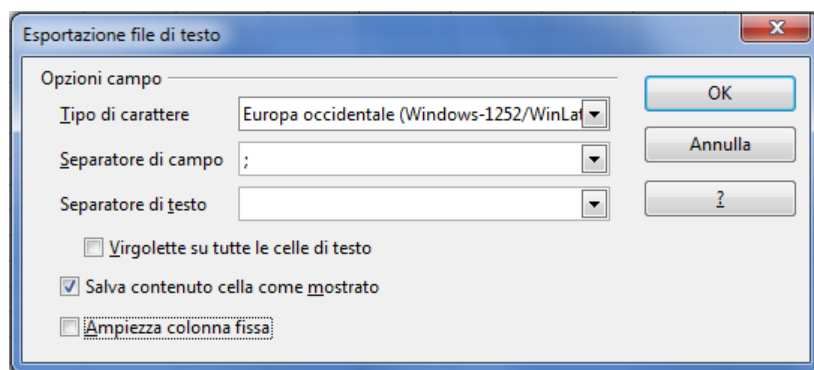 Esportazione file di testo
Opzioni campo
Tipo di carattere
Europa occidentale (Windows-1252/WinLat
Separatore di campo
;
Separatore di testo
Virgolette su tutte le celle di testo
Salva contenuto cella come mostrato
Ampiezza colonna fissa
OK
Annulla
?